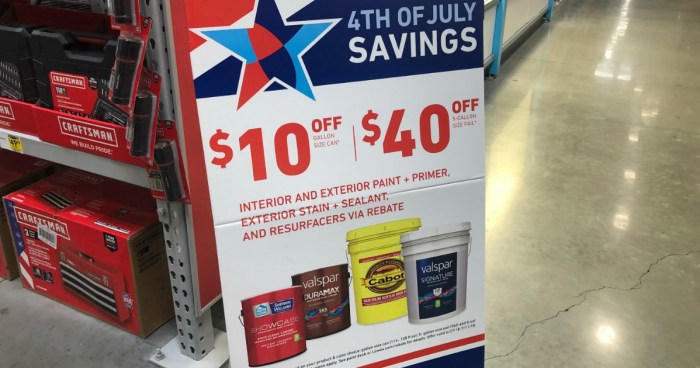 4TH OF JULY
SAVINGS
$10 OFF
GALLON
SIZE CAN*
$40 OFF
5-GALLON
SIZE PAIL*
INTERIOR AND EXTERIOR PAINT + PRIMER,
EXTERIOR STAIN + SEALANT,
AND RESURFACERS VIA REBATE
SHOWCASE
valspar
DURAMAX
Cabot
valspar
SIGNATURE
CRAFTSMAN
CRAFTSMAN
WE BUILD PRIDE
CRAFTSMAN